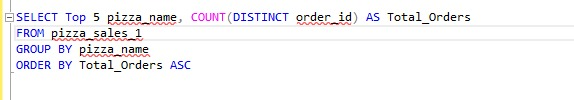 SELECT Top 5 pizza_name, COUNT(DISTINCT order_id) AS Total_Orders
FROM pizza_sales_1
GROUP BY pizza_name
ORDER BY Total_Orders ASC